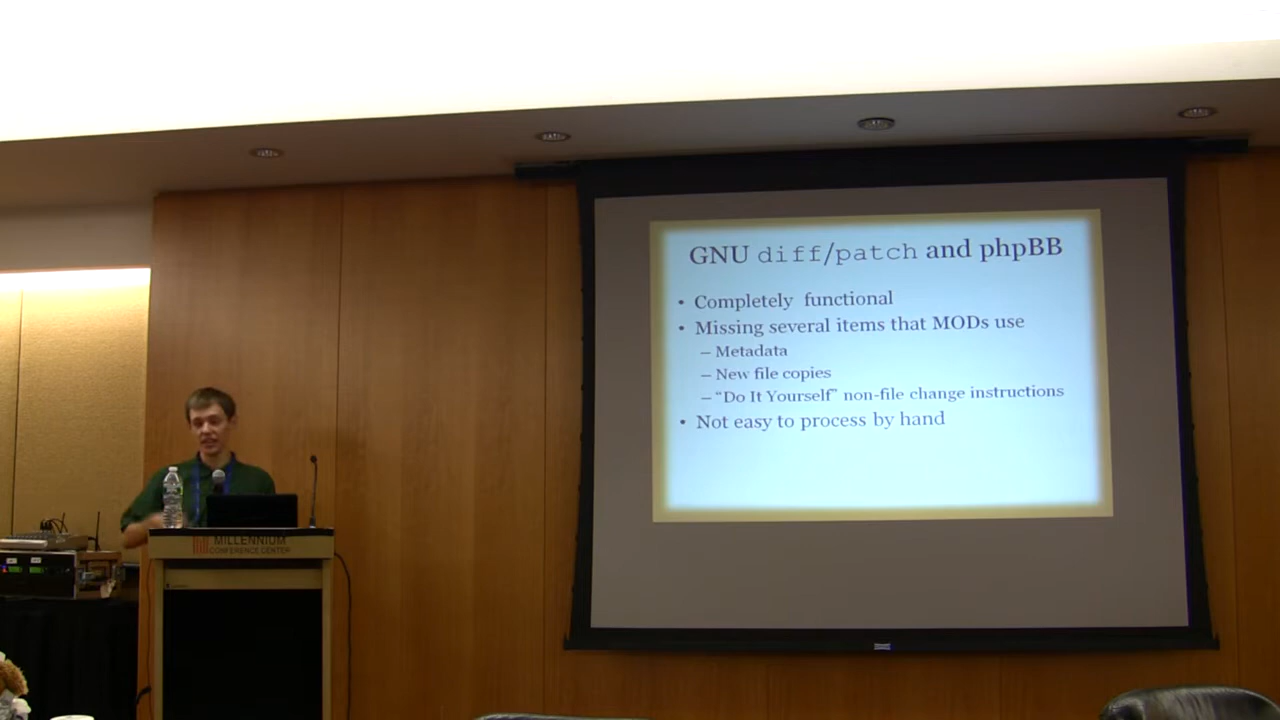 GNU diff/patch and phpBB
• Completely functional
• Missing several items that MODs use
– Metadata
– New file copies
– “Do It Yourself” non-file change instructions
• Not easy to process by hand
MILLENNIUM
CONFERENCE CENTER